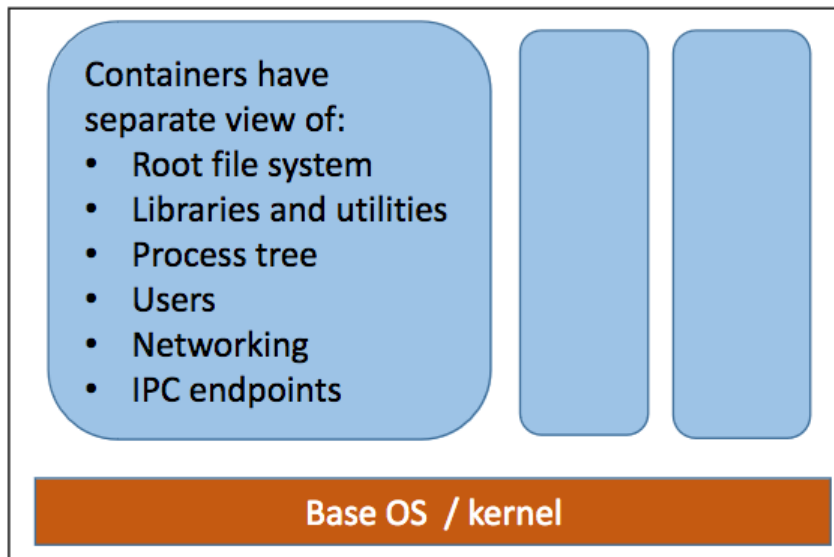 Containers have
separate view of:
• Root file system
• Libraries and utilities
• Process tree
• Users
• Networking
• IPC endpoints
Base OS / kernel